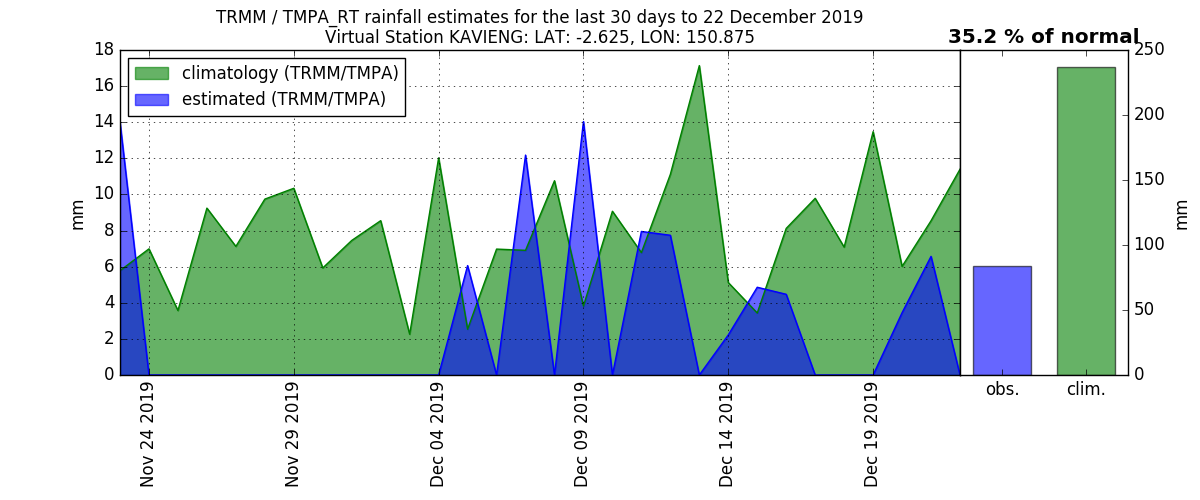 TRMM / TMPA_RT rainfall estimates for the last 30 days to 22 December 2019
Virtual Station KAVIENG: LAT: -2.625, LON: 150.875
35.2 % of normal
climatology (TRMM/TMPA)
estimated (TRMM/TMPA)
mm
18
16
14
12
10
8
6
4
2
0
Nov 24 2019
Nov 29 2019
Dec 04 2019
Dec 09 2019
Dec 14 2019
Dec 19 2019
obs.
clim.
250
200
150
100
50
0
mm